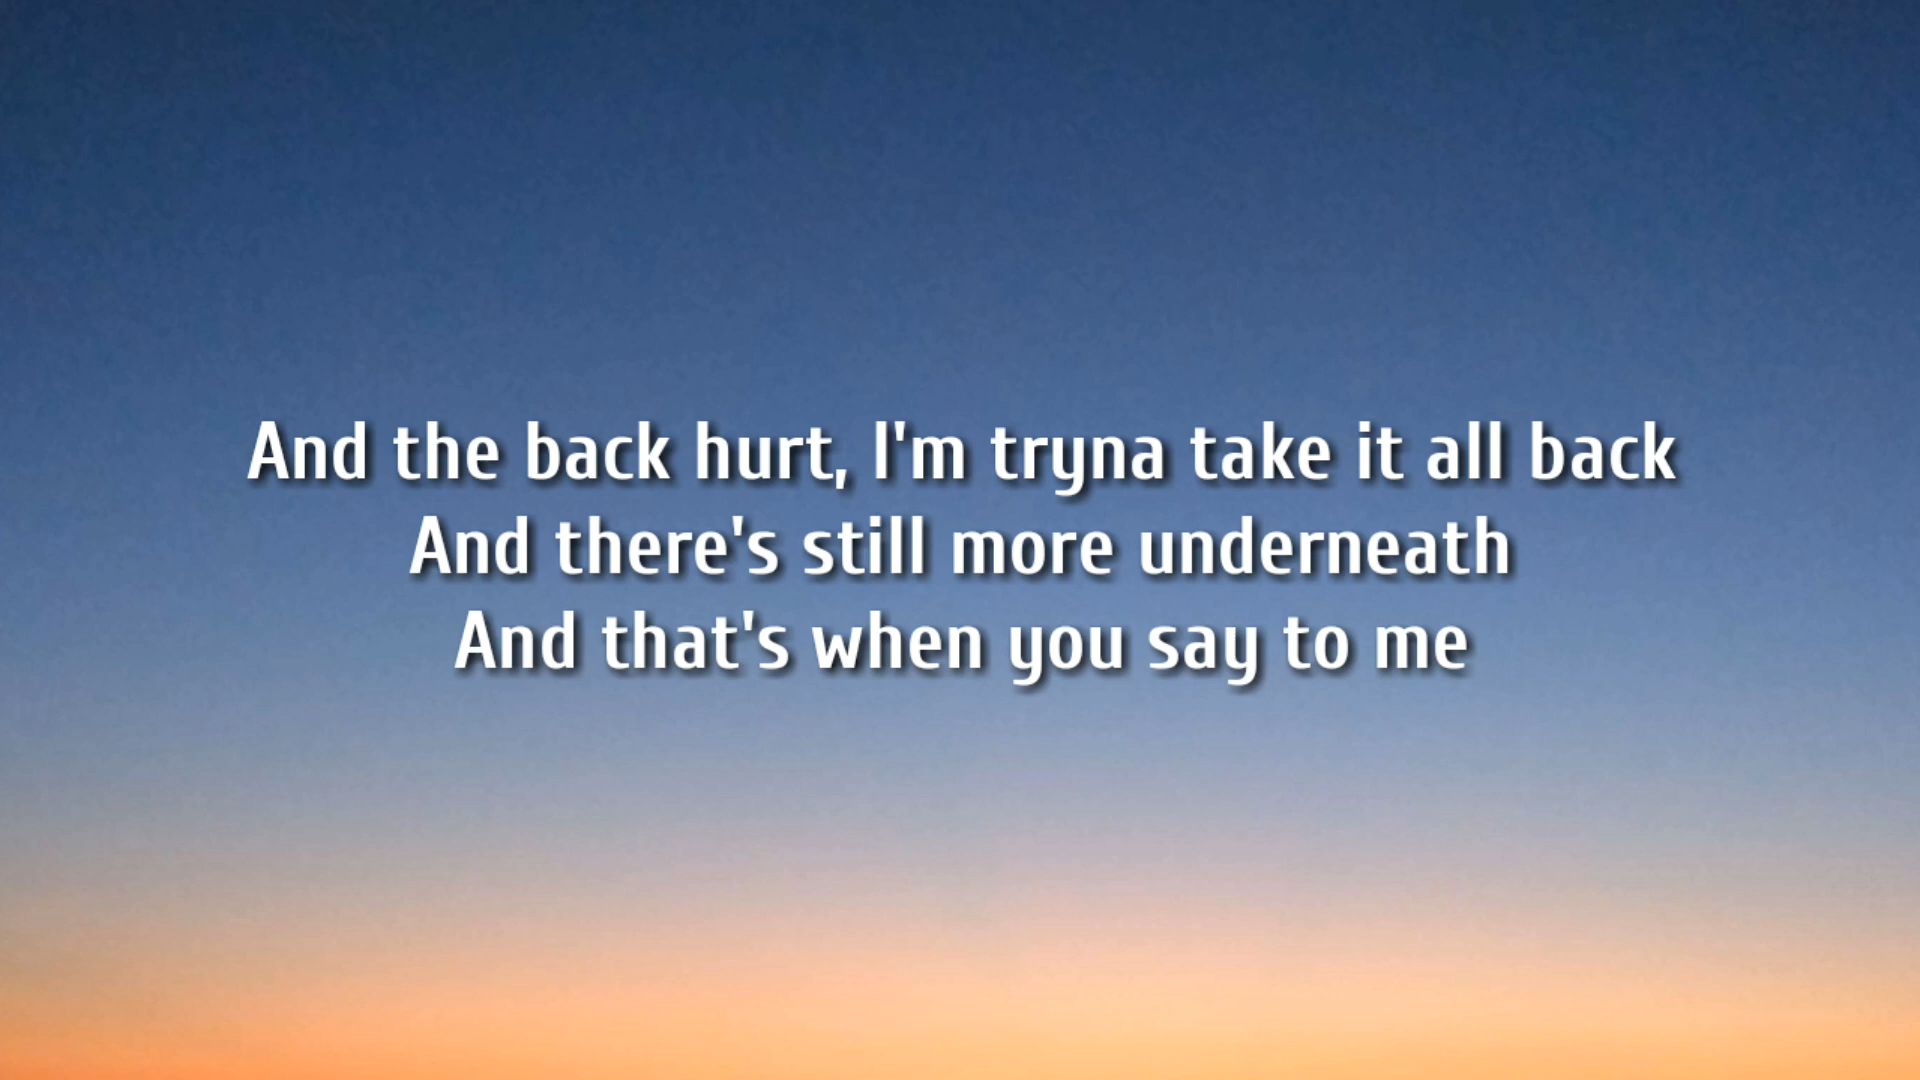 And the back hurt, I'm tryna take it all back
And there's still more underneath
And that's when you say to me